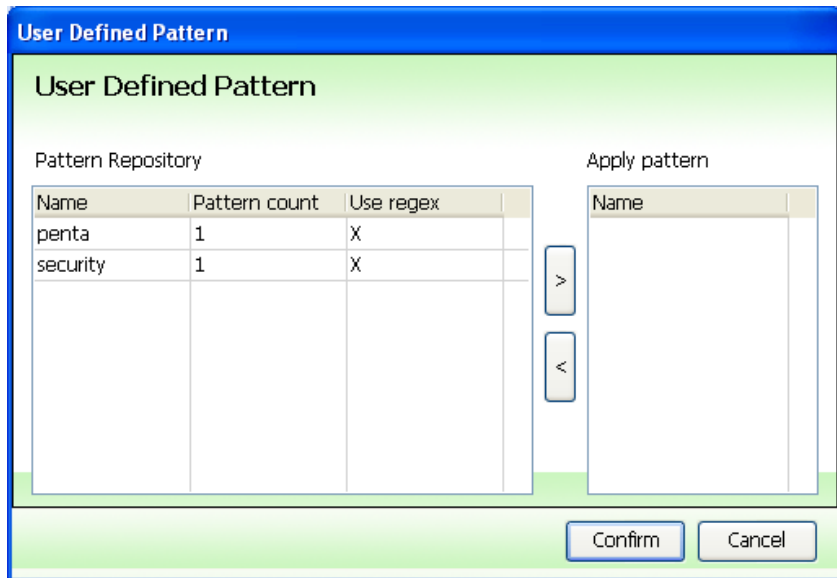 User Defined Pattern
User Defined Pattern
Pattern Repository
Apply pattern
Name Pattern count Use regex
Name
penta 1 X
security 1 X
>
<
Confirm Cancel